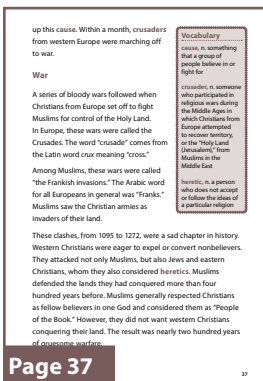 up this cause. Within a month, crusaders
from western Europe were marching off
to war.
War
A series of bloody wars followed when
Christians from Europe set off to fight
Muslims for control of the Holy Land.
In Europe, these wars were called the
Crusades. The word “crusade” comes from
the Latin word crux meaning “cross.”
Among Muslims, these wars were called
“the Frankish invasions.” The Arabic word
for all Europeans in general was “Franks.”
Muslims saw the Christian armies as
invaders of their land.
Vocabulary
cause, n. something
that a group of
people believe in or
fight for
crusader, n. someone
who participated in
religious wars during
the Middle Ages in
which Christians from
Europe attempted
to recover territory,
or the “Holy Land
(Jerusalem),” from
Muslims in the
Middle East
heretic, n. a person
who does not accept
or follow the ideas of
a particular religion
These clashes, from 1095 to 1272, were a sad chapter in history.
Western Christians were eager to expel or convert nonbelievers.
They attacked not only Muslims, but also Jews and eastern
Christians, whom they also considered heretics. Muslims
defended the lands they had conquered more than four
hundred years before. Muslims generally respected Christians
as fellow believers in one God and considered them as “People
of the Book.” However, they did not want western Christians
conquering their land. The result was nearly two hundred years
of gruesome warfare.
Page 37
37